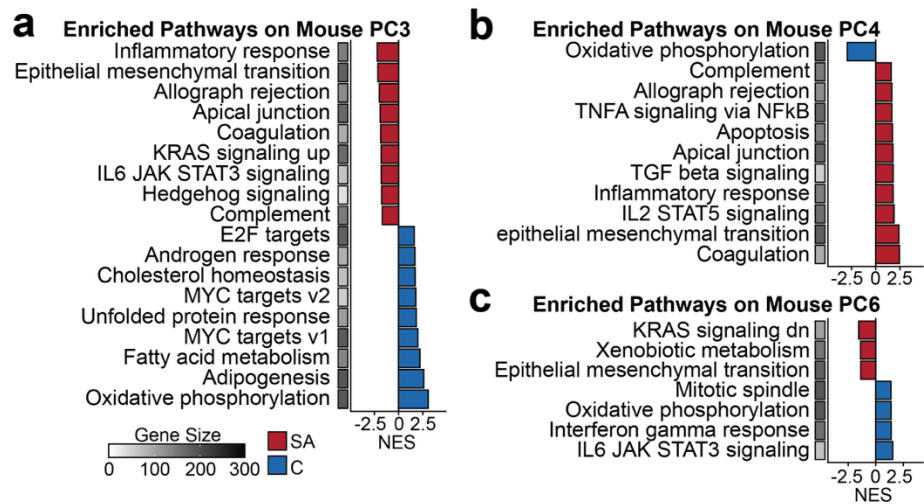 a
Enriched Pathways on Mouse PC3
Inflammatory response
Epithelial mesenchymal transition
Allograph rejection
Apical junction
Coagulation
KRAS signaling up
IL6 JAK STAT3 signaling
Hedgehog signaling
Complement
E2F targets
Androgen response
Cholesterol homeostasis
MYC targets v2
Unfolded protein response
MYC targets v1
Fatty acid metabolism
Adipogenesis
Oxidative phosphorylation
-2.5 0 2.5
NES
Gene Size
0 100 200 300
SA
C
b
Enriched Pathways on Mouse PC4
Oxidative phosphorylation
Complement
Allograph rejection
TNFA signaling via NFkB
Apoptosis
Apical junction
TGF beta signaling
Inflammatory response
IL2 STAT5 signaling
epithelial mesenchymal transition
Coagulation
-2.5 0 2.5
c
Enriched Pathways on Mouse PC6
KRAS signaling dn
Xenobiotic metabolism
Epithelial mesenchymal transition
Mitotic spindle
Oxidative phosphorylation
Interferon gamma response
IL6 JAK STAT3 signaling
-2.5 0 2.5
NES